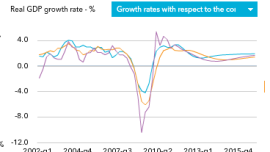 Real GDP growth rate - %
Growth rates with respect to the
4.0
0.0
-4.0
-8.0
%
-12.0
2002-q1 2004-q4 2007-q3 2010-q2 2013-q1 2015-q4